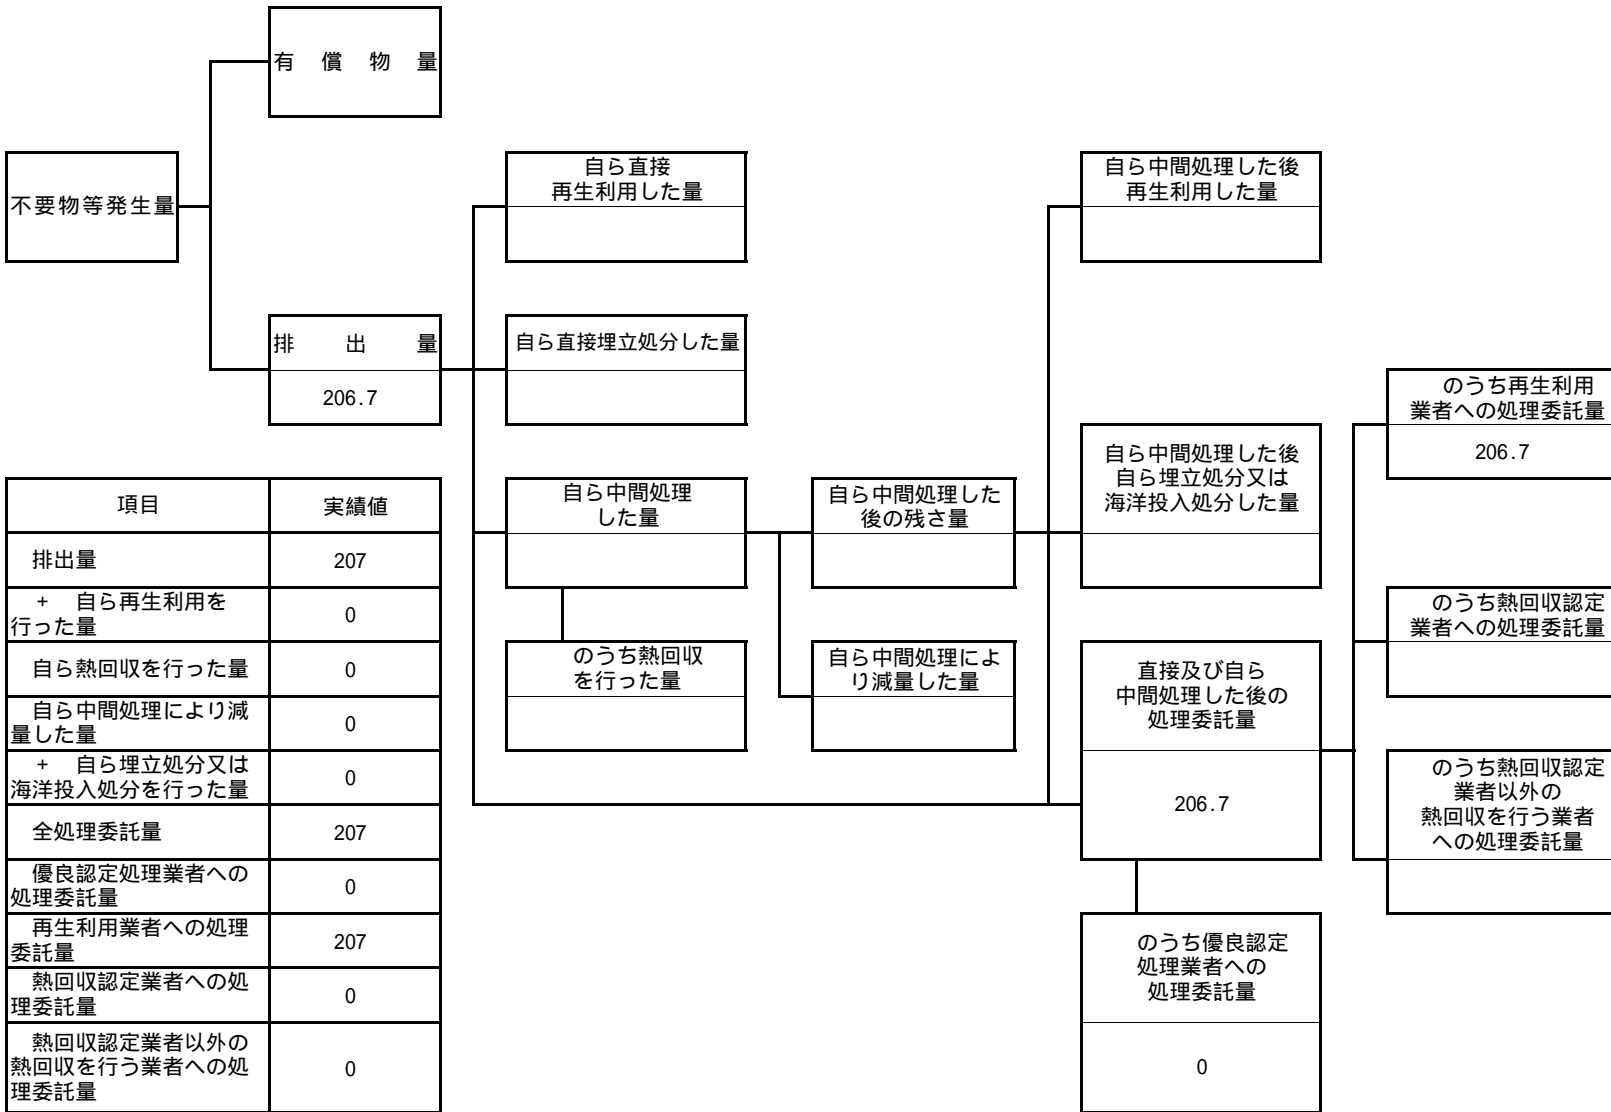 有 償 物 量
不要物等発生量
自ら直接
再生利用した量
自ら中間処理した後
再生利用した量
排 出 量
206.7
自ら直接埋立処分した量
のうち再生利用
業者への処理委託量
206.7
自ら中間処理した後
自ら埋立処分又は
海洋投入処分した量
自ら中間処理
した量
自ら中間処理した
後の残さ量
のうち熱回収認定
業者への処理委託量
のうち熱回収
を行った量
自ら中間処理によ
り減量した量
直接及び自ら
中間処理した後の
処理委託量
206.7
のうち熱回収認定
業者以外の
熱回収を行う業者
への処理委託量
のうち優良認定
処理業者への
処理委託量
0
項目 実績値
排出量 207
+ 自ら再生利用を
行った量 0
自ら熱回収を行った量 0
自ら中間処理により減
量した量 0
+ 自ら埋立処分又は
海洋投入処分を行った量 0
全処理委託量 207
優良認定処理業者への
処理委託量 0
再生利用業者への処理
委託量 207
熱回収認定業者への処
理委託量 0
熱回収認定業者以外の
熱回収を行う業者への処
理委託量 0